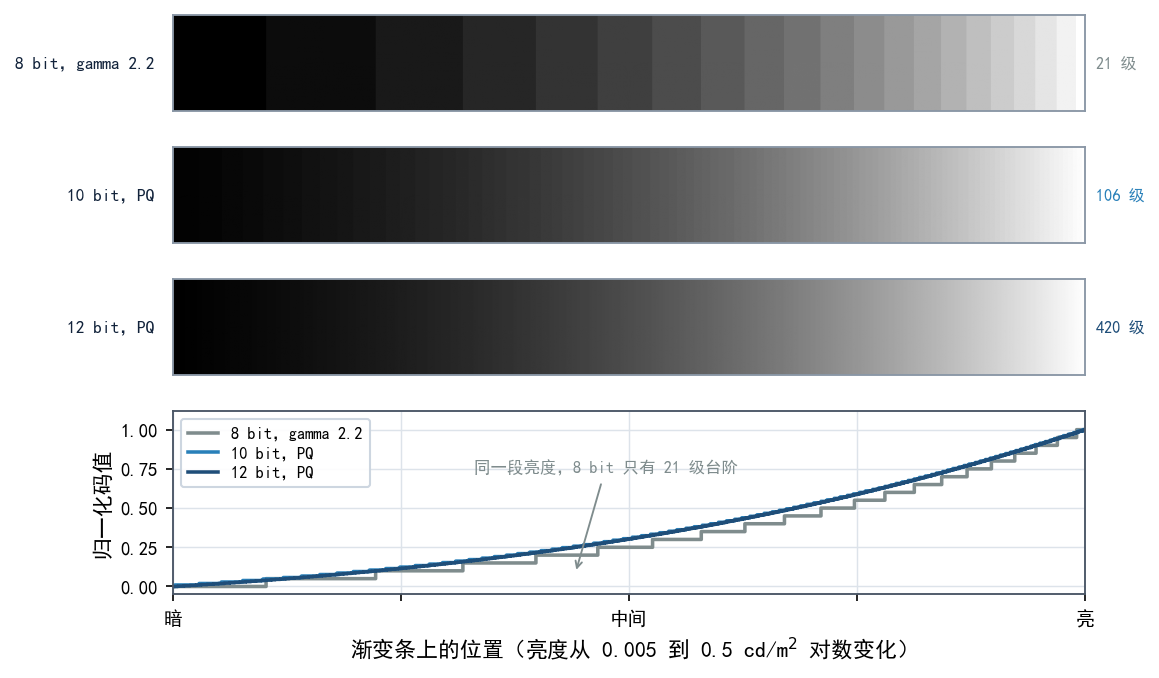 8 bit, gamma 2.2
21 级
10 bit, PQ
106 级
12 bit, PQ
420 级
归一化码值
1.00
0.75
0.50
0.25
0.00
8 bit, gamma 2.2
10 bit, PQ
12 bit, PQ
同一段亮度，8 bit 只有 21 级台阶
暗
中间
亮
渐变条上的位置（亮度从 0.005 到 0.5 cd/m² 对数变化）